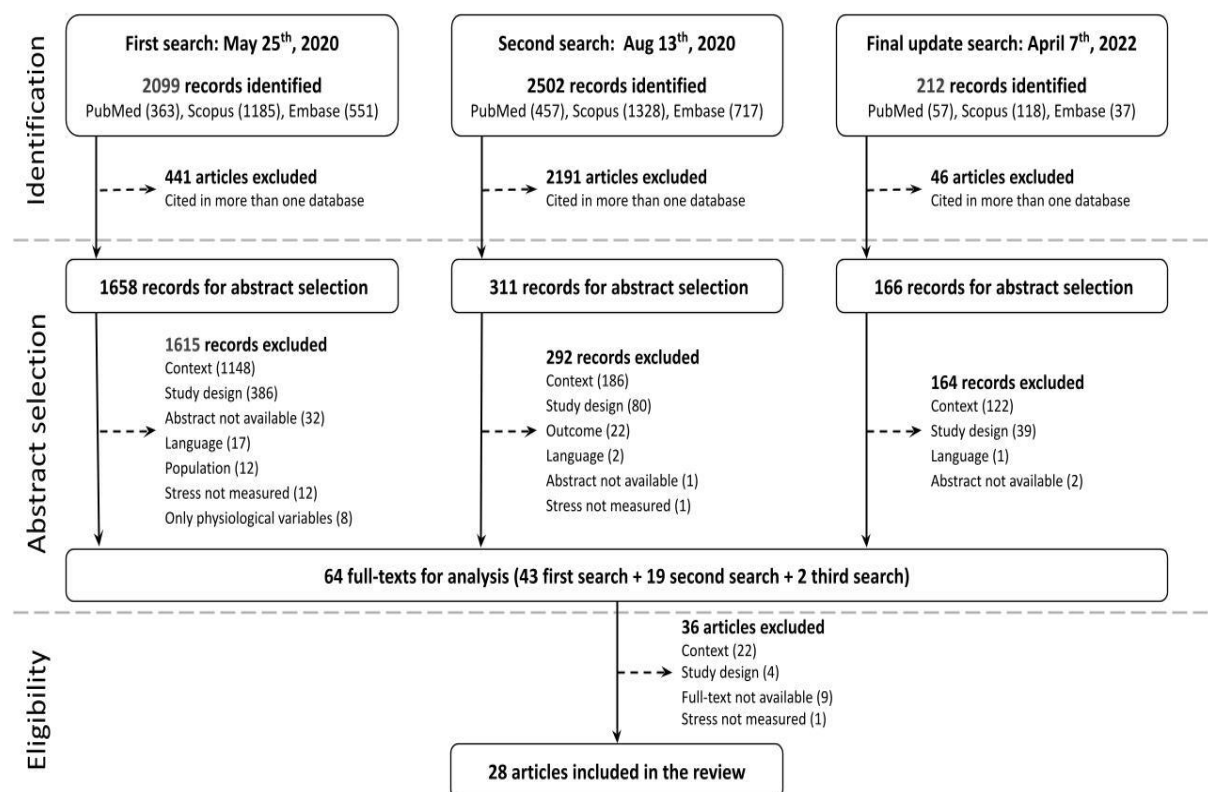 Identification
First search: May 25th, 2020
2099 records identified
PubMed (363), Scopus (1185), Embase (551)
441 articles excluded
Cited in more than one database
Second search: Aug 13th, 2020
2502 records identified
PubMed (457), Scopus (1328), Embase (717)
2191 articles excluded
Cited in more than one database
Final update search: April 7th, 2022
212 records identified
PubMed (57), Scopus (118), Embase (37)
46 articles excluded
Cited in more than one database
Abstract selection
1658 records for abstract selection
1615 records excluded
Context (1148)
Study design (386)
Abstract not available (32)
Language (17)
Population (12)
Stress not measured (12)
Only physiological variables (8)
311 records for abstract selection
292 records excluded
Context (186)
Study design (80)
Outcome (22)
Language (2)
Abstract not available (1)
Stress not measured (1)
166 records for abstract selection
164 records excluded
Context (122)
Study design (39)
Language (1)
Abstract not available (2)
64 full-texts for analysis (43 first search + 19 second search + 2 third search)
Eligibility
36 articles excluded
Context (22)
Study design (4)
Full-text not available (9)
Stress not measured (1)
28 articles included in the review